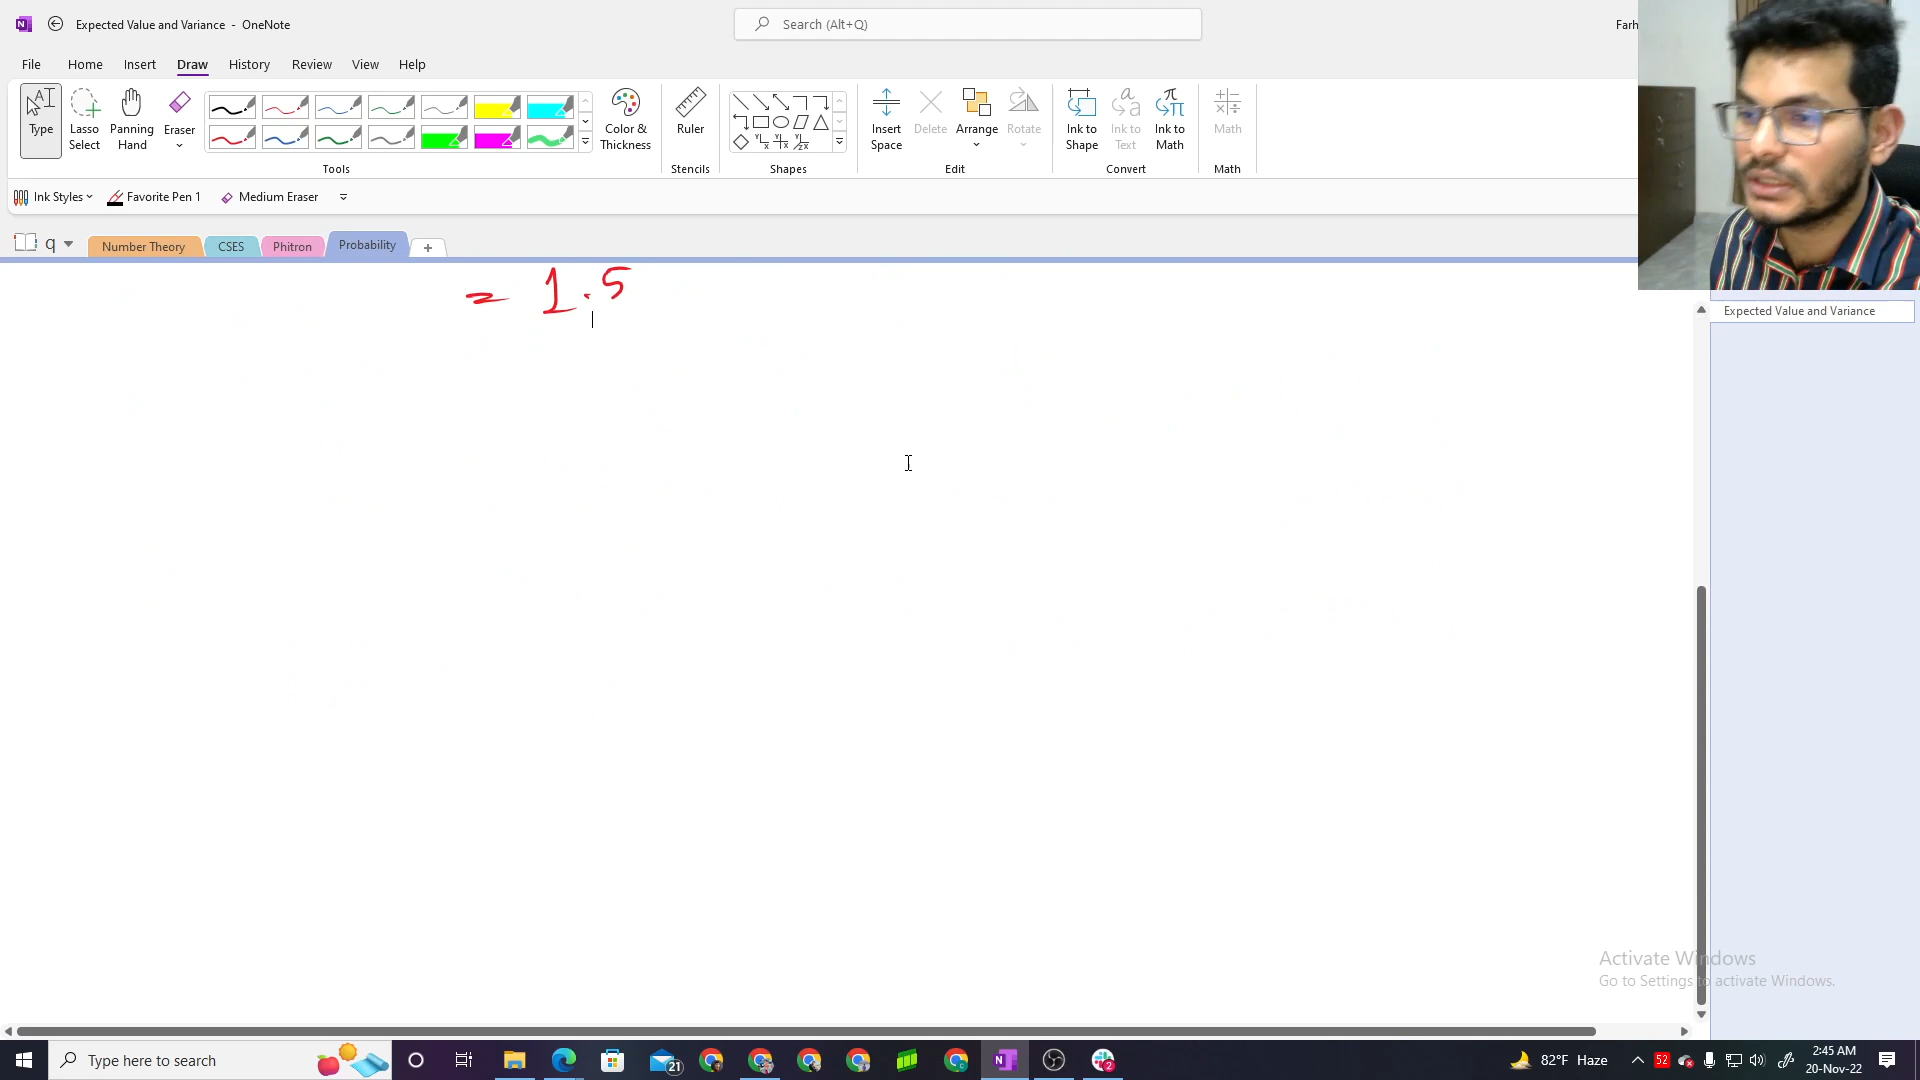 Expected Value and Variance - OneNote
Search (Alt+Q)
Farh
File Home Insert Draw History Review View Help
Type
Lasso Select
Panning Hand
Eraser
Color & Thickness
Ruler
Insert Space
Delete
Arrange
Rotate
Ink to Shape
Ink to Text
Ink to Math
Math
Tools Stencils Shapes Edit Convert Math
Ink Styles Favorite Pen 1 Medium Eraser
q Number Theory CSES Phitron Probability +
= 1.5
Expected Value and Variance
Activate Windows
Go to Settings to activate Windows.
Type here to search
21
2
82°F Haze
52
2:45 AM
20-Nov-22